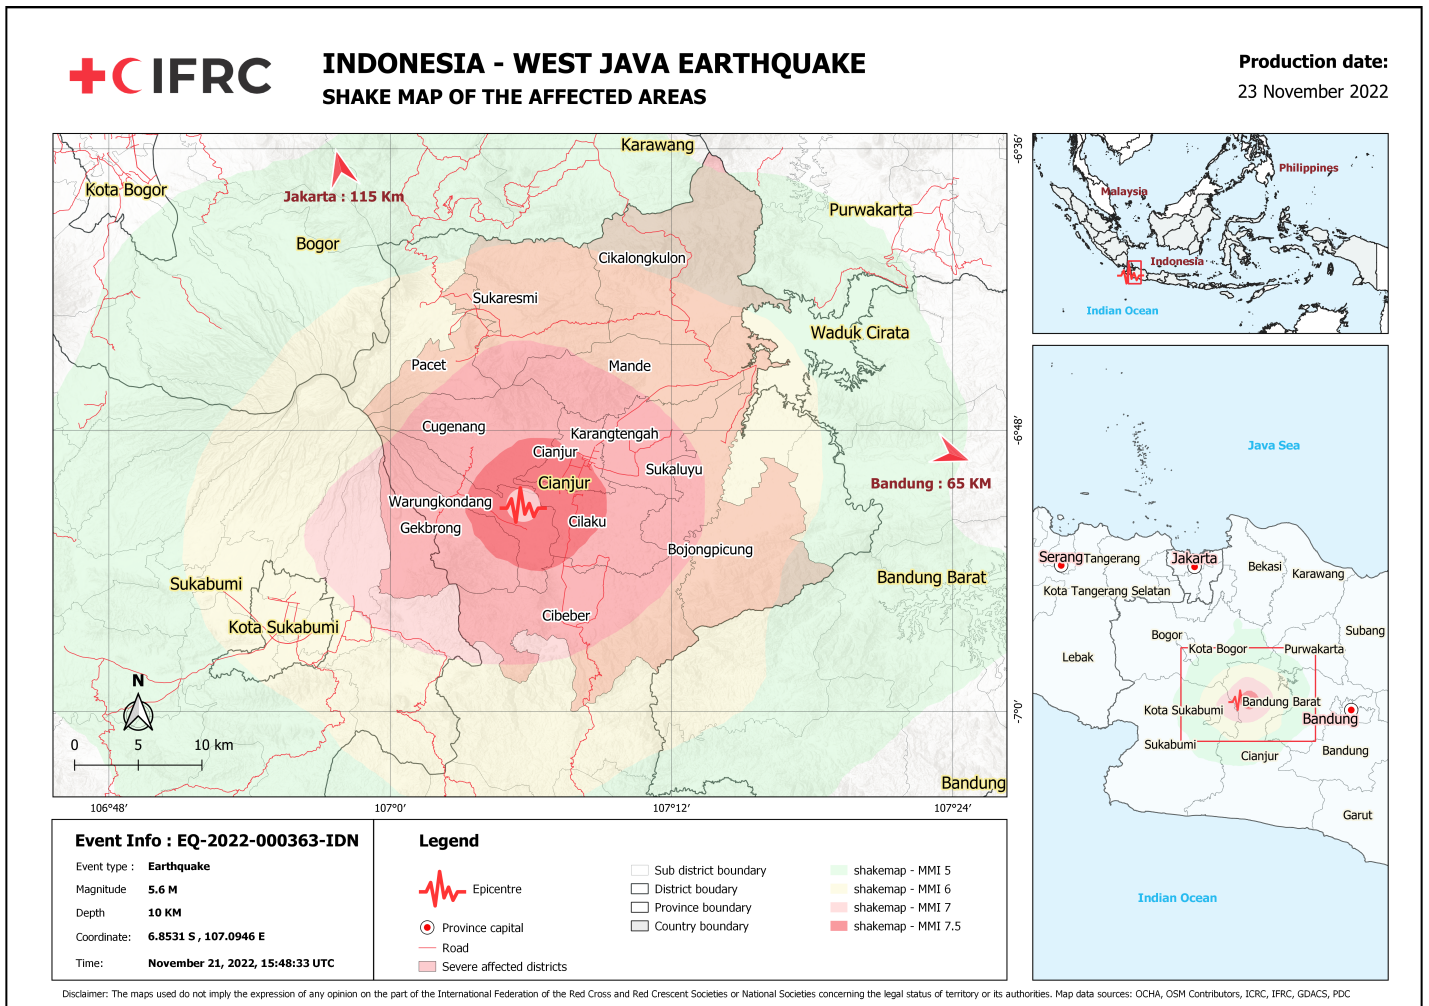 IFRC
INDONESIA - WEST JAVA EARTHQUAKE
SHAKE MAP OF THE AFFECTED AREAS
Production date:
23 November 2022
Karawang
Kota Bogor
Jakarta : 115 Km
Purwakarta
Bogor
Cikalongkulon
Sukaresmi
Waduk Cirata
Pacet
Mande
Cugenang
Karangtengah
Cianjur
Sukaluyu
Cianjur
Bandung : 65 KM
Warungkondang
Gekbrong
Cilaku
Bojongpicung
Sukabumi
Bandung Barat
Cibeber
Kota Sukabumi
N
0 5 10 km
Bandung
-6°36'
-6°48'
-7°0'
106°48' 107°0' 107°12' 107°24'
Philippines
Malaysia
Indonesia
Indian Ocean
Java Sea
Serang
Tangerang
Jakarta
Bekasi
Karawang
Kota Tangerang Selatan
Bogor
Subang
Kota Bogor
Purwakarta
Lebak
Bandung Barat
Kota Sukabumi
Bandung
Sukabumi
Cianjur
Bandung
Garut
Indian Ocean
Event Info : EQ-2022-000363-IDN
Event type : Earthquake
Magnitude 5.6 M
Depth 10 KM
Coordinate: 6.8531 S , 107.0946 E
Time: November 21, 2022, 15:48:33 UTC
Legend
Epicentre
Province capital
Road
Severe affected districts
Sub district boundary
District boudary
Province boundary
Country boundary
shakemap - MMI 5
shakemap - MMI 6
shakemap - MMI 7
shakemap - MMI 7.5
Disclaimer: The maps used do not imply the expression of any opinion on the part of the International Federation of the Red Cross and Red Crescent Societies or National Societies concerning the legal status of territory or its authorities. Map data sources: OCHA, OSM Contributors, ICRC, IFRC, GDACS, PDC